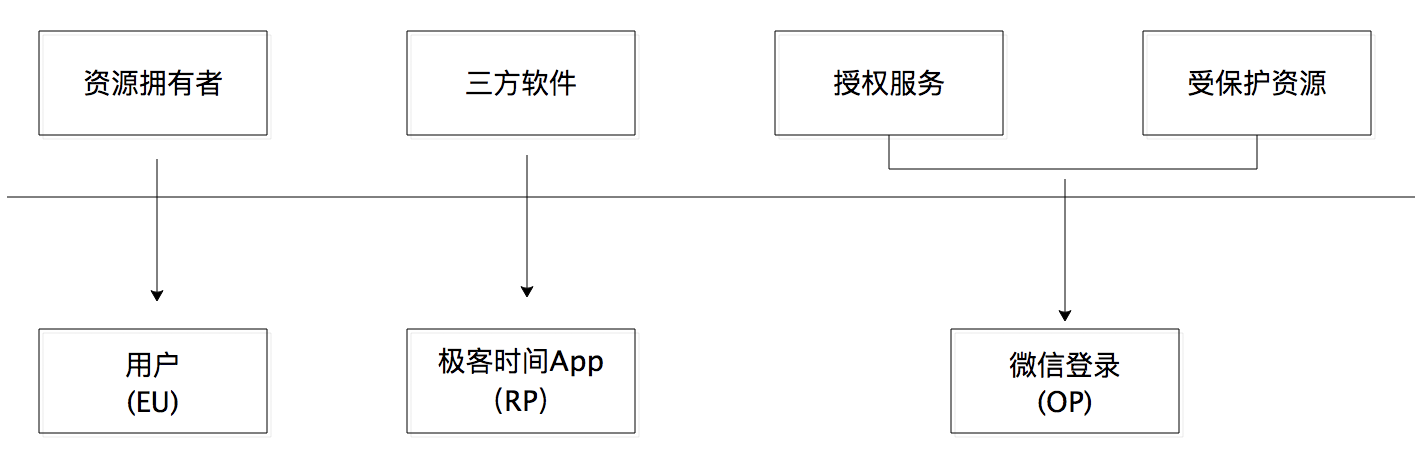 资源拥有者
三方软件
授权服务
受保护资源
用户
(EU)
极客时间App
(RP)
微信登录
(OP)